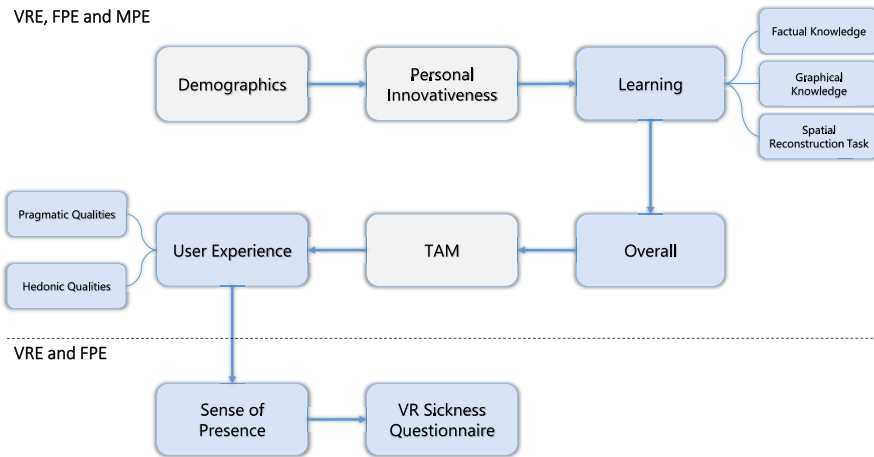 VRE, FPE and MPE
Demographics
Personal
Innovativeness
Learning
Factual Knowledge
Graphical
Knowledge
Spatial
Reconstruction Task
Pragmatic Qualities
Hedonic Qualities
User Experience
TAM
Overall
VRE and FPE
Sense of
Presence
VR Sickness
Questionnaire